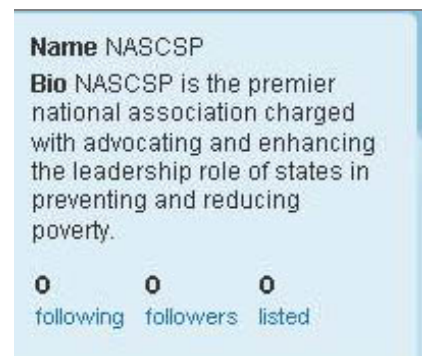 Name NASCSP
Bio NASCSP is the premier
national association charged
with advocating and enhancing
the leadership role of states in
preventing and reducing
poverty.
0 0 0
following followers listed